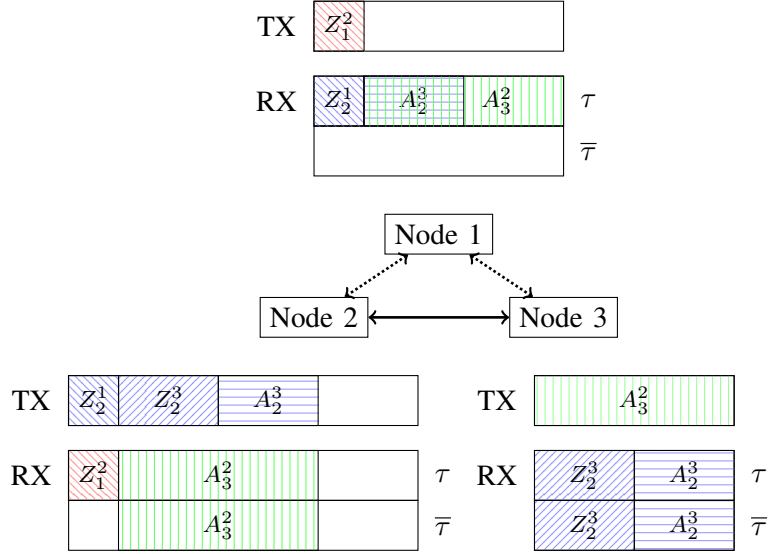 TX Z_1^2
RX Z_2^1 A_2^3 A_3^2 τ
τ̅
Node 1
Node 2 Node 3
TX Z_2^1 Z_2^3 A_2^3 TX A_3^2
RX Z_1^2 A_3^2 τ RX Z_2^3 A_2^3 τ
A_3^2 τ̅ Z_2^3 A_2^3 τ̅